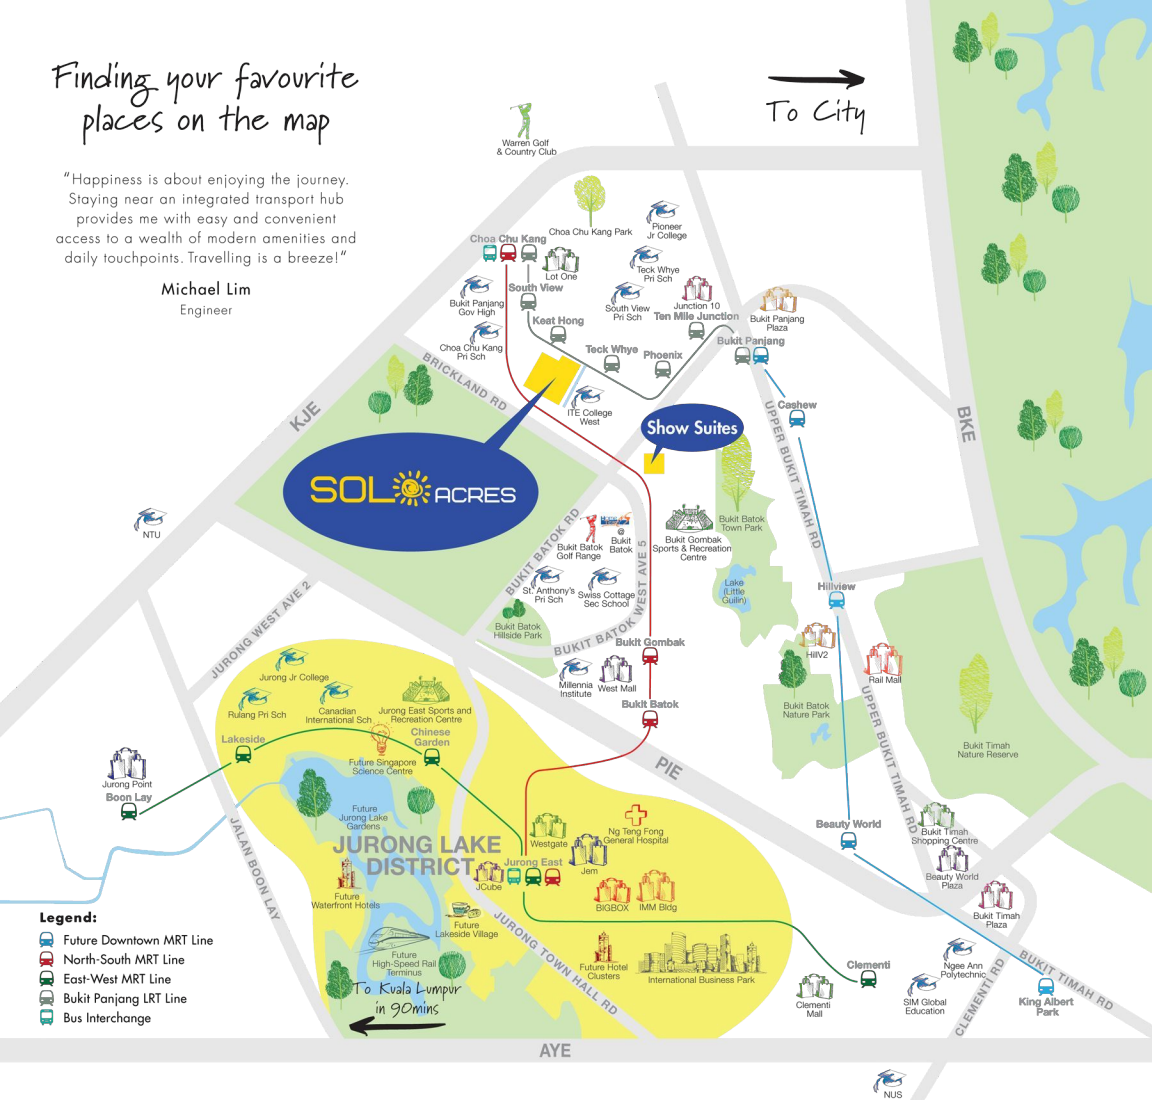 Finding your favourite
places on the map
"Happiness is about enjoying the journey.
Staying near an integrated transport hub
provides me with easy and convenient
access to a wealth of modern amenities and
daily touchpoints. Travelling is a breeze!"
Michael Lim
Engineer
To City
Warren Golf
& Country Club
Choa Chu Kang Park
Pioneer
Jr College
Choa Chu Kang
Lot One
Teck Whye
Pri Sch
South View
Bukit Panjang
Gov High
South View
Pri Sch
Junction 10
Ten Mile Junction
Bukit Panjang
Plaza
Keat Hong
Choa Chu Kang
Pri Sch
Teck Whye
Phoenix
Bukit Panjang
BRICKLAND RD
KJE
ITE College
West
Cashew
UPPER BUKIT TIMAH RD
BKE
Show Suites
SOL ACRES
NTU
Bukit Batok
Town Park
BUKIT BATOK RD
Bukit Batok
Golf Range
@
Bukit
Batok
Bukit Gombak
Sports & Recreation
Centre
BUKIT BATOK WEST AVE 5
St. Anthony's
Pri Sch
Swiss Cottage
Sec School
Lake
(Little
Guilin)
Hillview
Bukit Batok
Hillside Park
JURONG WEST AVE 2
Bukit Gombak
HillV2
Rail Mall
Millennia
Institute
West Mall
Bukit Batok
Bukit Batok
Nature Park
UPPER BUKIT TIMAH RD
Bukit Timah
Nature Reserve
Jurong Jr College
Rulang Pri Sch
Canadian
International Sch
Jurong East Sports and
Recreation Centre
Lakeside
Chinese
Garden
Future Singapore
Science Centre
PIE
Jurong Point
Boon Lay
Future
Jurong Lake
Gardens
JURONG LAKE
DISTRICT
JALAN BOON LAY
Westgate
Ng Teng Fong
General Hospital
Jurong East
Jem
JCube
BIGBOX
IMM Bldg
Future
Waterfront Hotels
Future
Lakeside Village
JURONG TOWN HALL RD
Future
High-Speed Rail
Terminus
Future Hotel
Clusters
International Business Park
To Kuala Lumpur
in 90mins
Beauty World
Bukit Timah
Shopping Centre
Beauty World
Plaza
Bukit Timah
Plaza
Clementi
Clementi
Mall
Ngee Ann
Polytechnic
SIM Global
Education
CLEMENTI RD
BUKIT TIMAH RD
King Albert
Park
Legend:
Future Downtown MRT Line
North-South MRT Line
East-West MRT Line
Bukit Panjang LRT Line
Bus Interchange
AYE
NUS